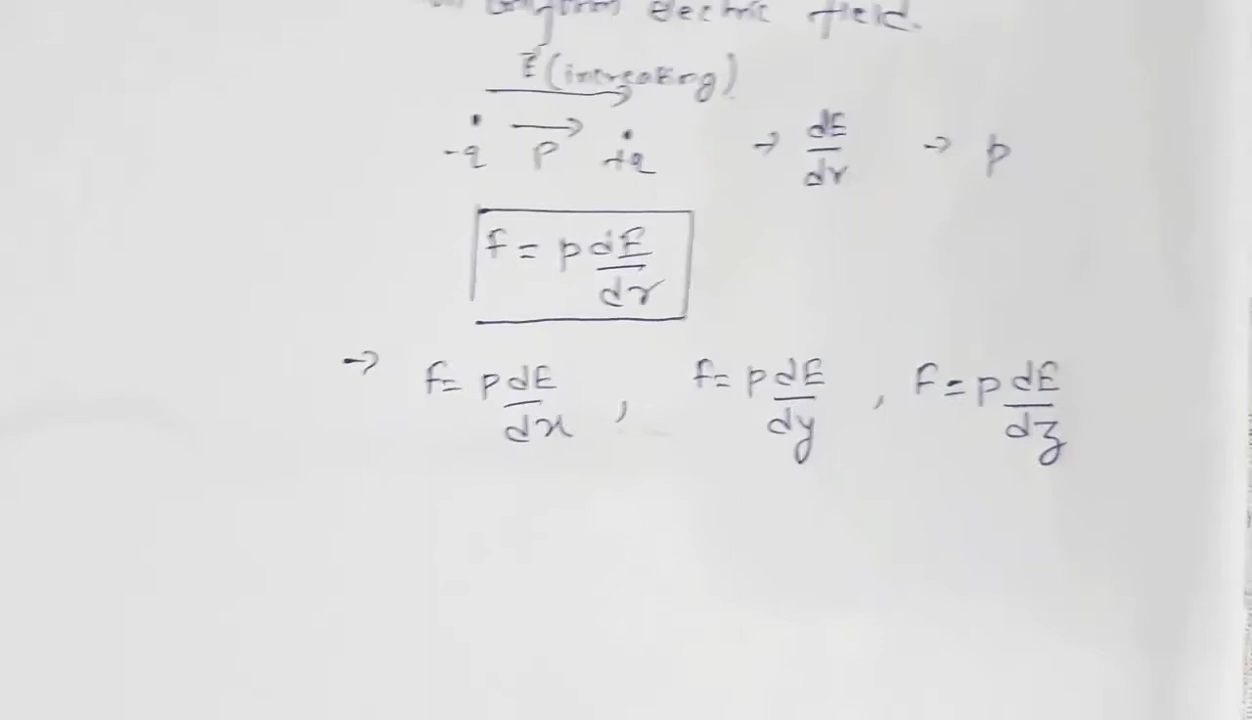 electric field.
E⃗ (increasing)
-q → P +q → dE/dr → p
F = p dE/dr
→ F = p dE/dx , F = p dE/dy , F = p dE/dz